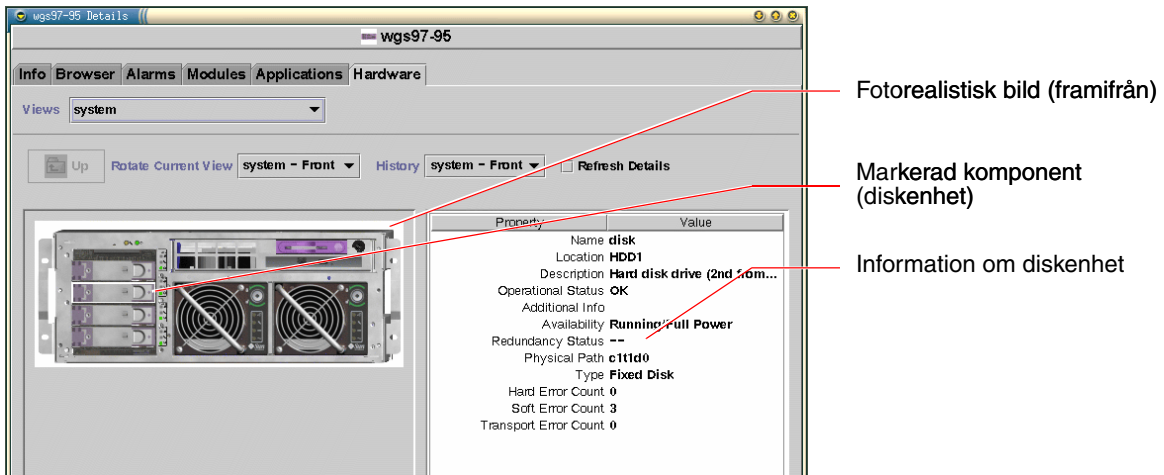 wgs97-95 Details
wgs97-95
Info Browser Alarms Modules Applications Hardware
Views system
Up Rotate Current View system - Front History system - Front Refresh Details
Property Value
Name disk
Location HDD1
Description Hard disk drive (2nd from...
Operational Status OK
Additional Info
Availability Running/Full Power
Redundancy Status --
Physical Path c1t1d0
Type Fixed Disk
Hard Error Count 0
Soft Error Count 3
Transport Error Count 0
Fotorealistisk bild (framifrån)
Markerad komponent
(diskenhet)
Information om diskenhet